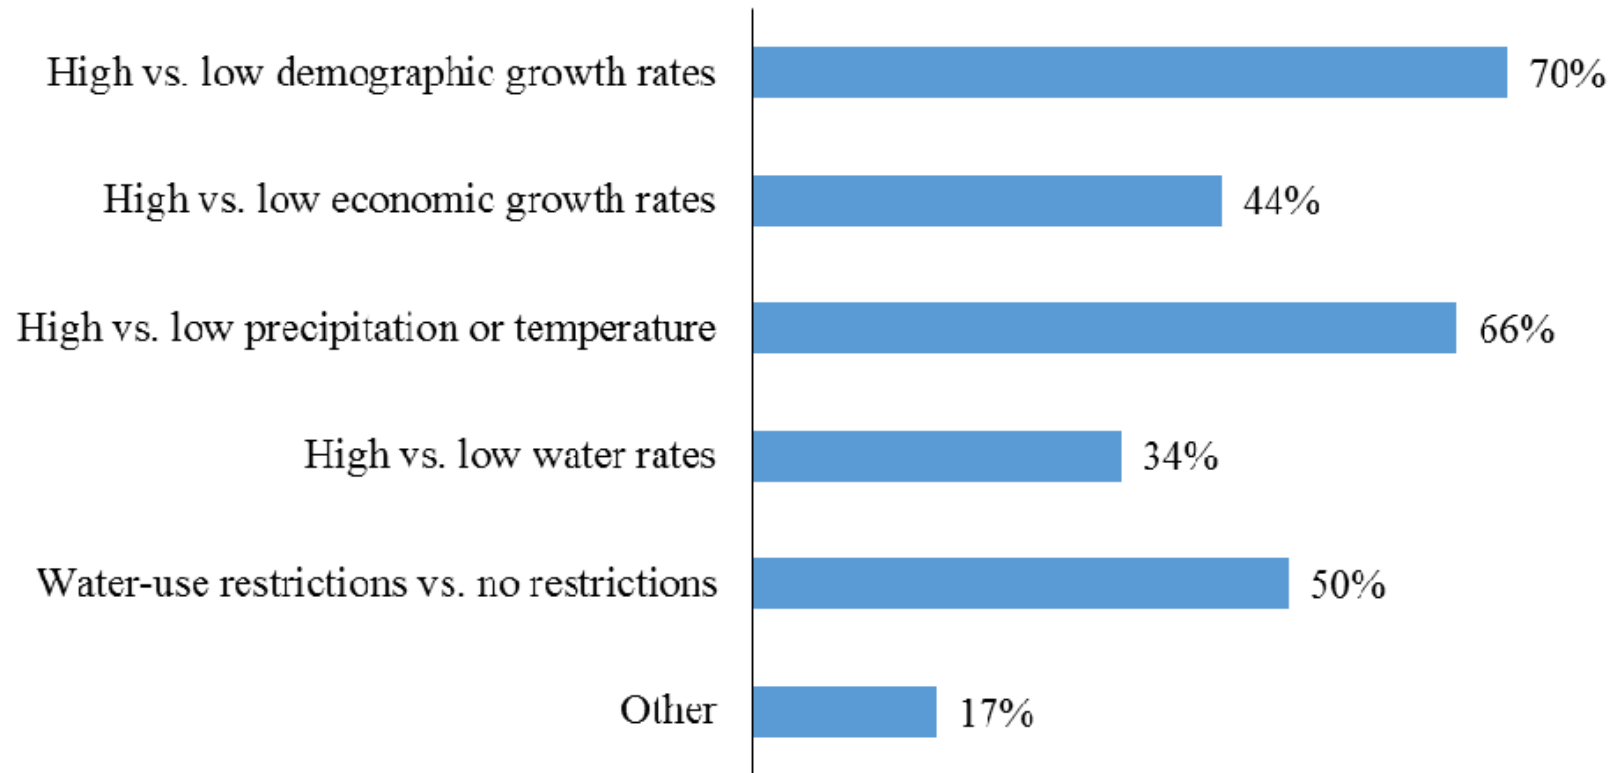 High vs. low demographic growth rates 70%
High vs. low economic growth rates 44%
High vs. low precipitation or temperature 66%
High vs. low water rates 34%
Water-use restrictions vs. no restrictions 50%
Other 17%